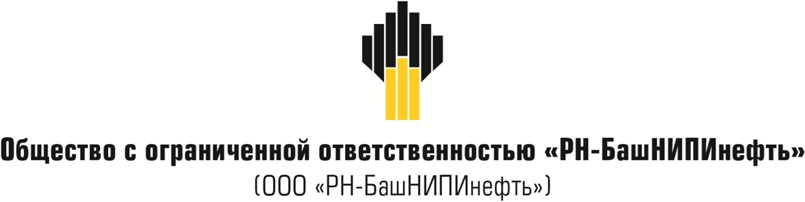 Общество с ограниченной ответственностью «РН-БашНИПИнефть»
(ООО «РН-БашНИПИнефть»)